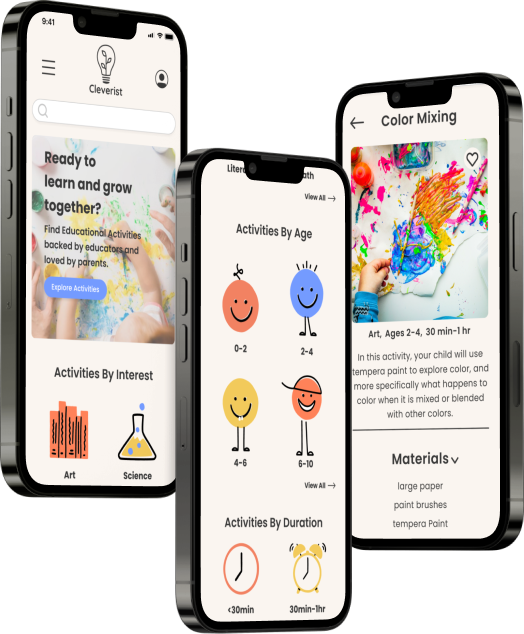 9:41
Cleverist
Ready to
learn and grow
together?
Find Educational Activities
backed by educators and
loved by parents.
Explore Activities
Activities By Interest
Art
Science
View All →
Activities By Age
0-2
2-4
4-6
6-10
View All →
Activities By Duration
<30min
30min-1hr
← Color Mixing
Art, Ages 2-4, 30 min-1 hr
In this activity, your child will use
tempera paint to explore color, and
more specifically what happens to
color when it is mixed or blended
with other colors.
Materials
large paper
paint brushes
tempera Paint